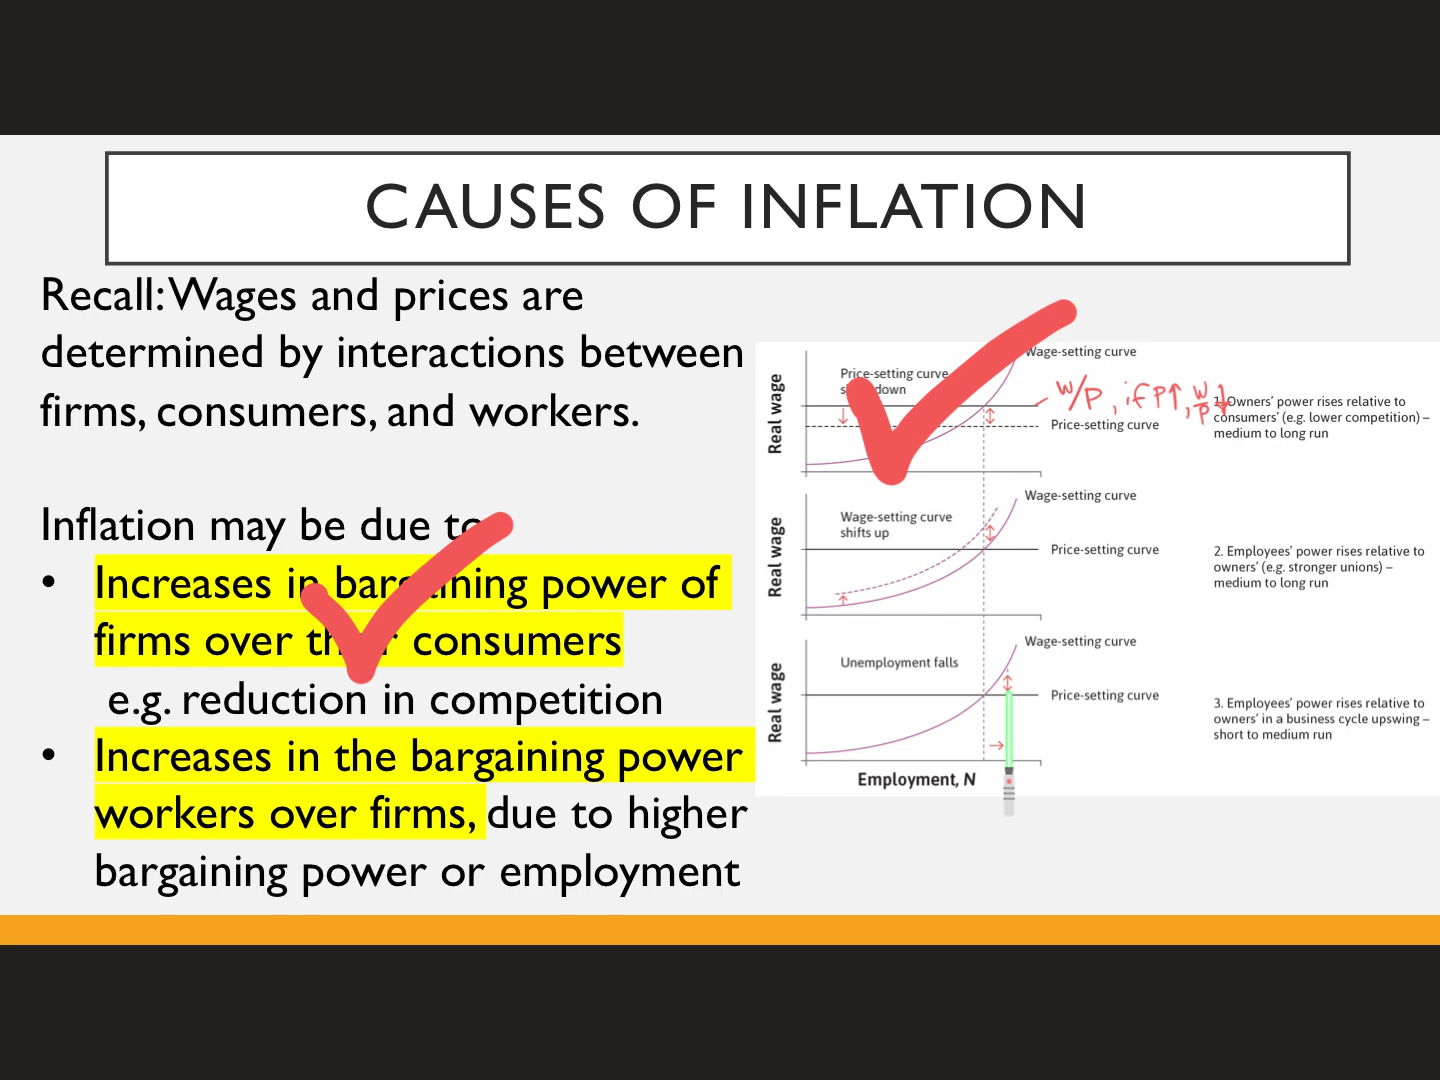 CAUSES OF INFLATION
Recall: Wages and prices are
determined by interactions between
firms, consumers, and workers.
Inflation may be due to
• Increases in bargaining power of
firms over their consumers
e.g. reduction in competition
• Increases in the bargaining power
workers over firms, due to higher
bargaining power or employment
Real wage
Price-setting curve
down
Wage-setting curve
Price-setting curve
W/P, if P↑, W/P ↓
1. Owners' power rises relative to
consumers' (e.g. lower competition) –
medium to long run
Real wage
Wage-setting curve
shifts up
Wage-setting curve
Price-setting curve
2. Employees' power rises relative to
owners' (e.g. stronger unions) –
medium to long run
Real wage
Unemployment falls
Wage-setting curve
Price-setting curve
3. Employees' power rises relative to
owners' in a business cycle upswing –
short to medium run
Employment, N